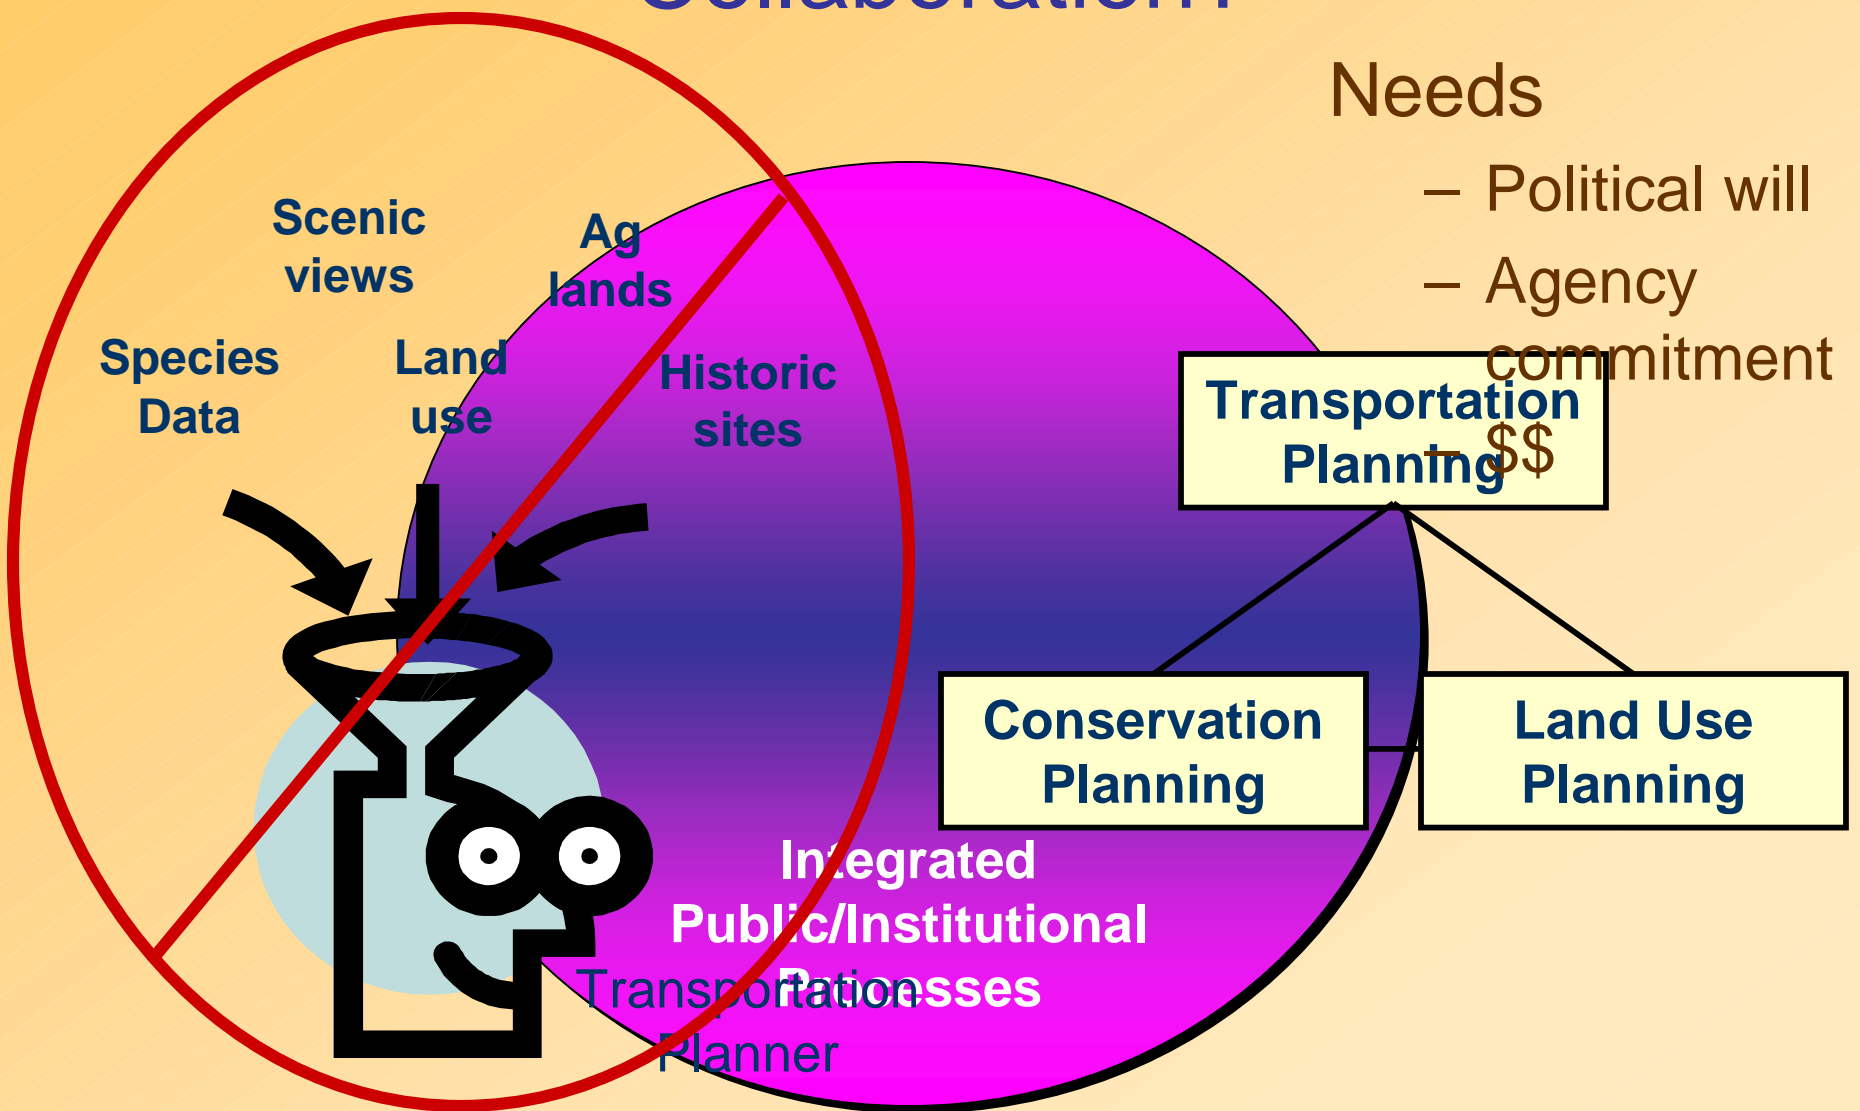 Collaboration?
Needs
– Political will
– Agency
commitment
– $$
Scenic
views
Ag
lands
Species
Data
Land
use
Historic
sites
Transportation
Planning
Conservation
Planning
Land Use
Planning
Integrated
Public/Institutional
Processes
Transportation
Planner